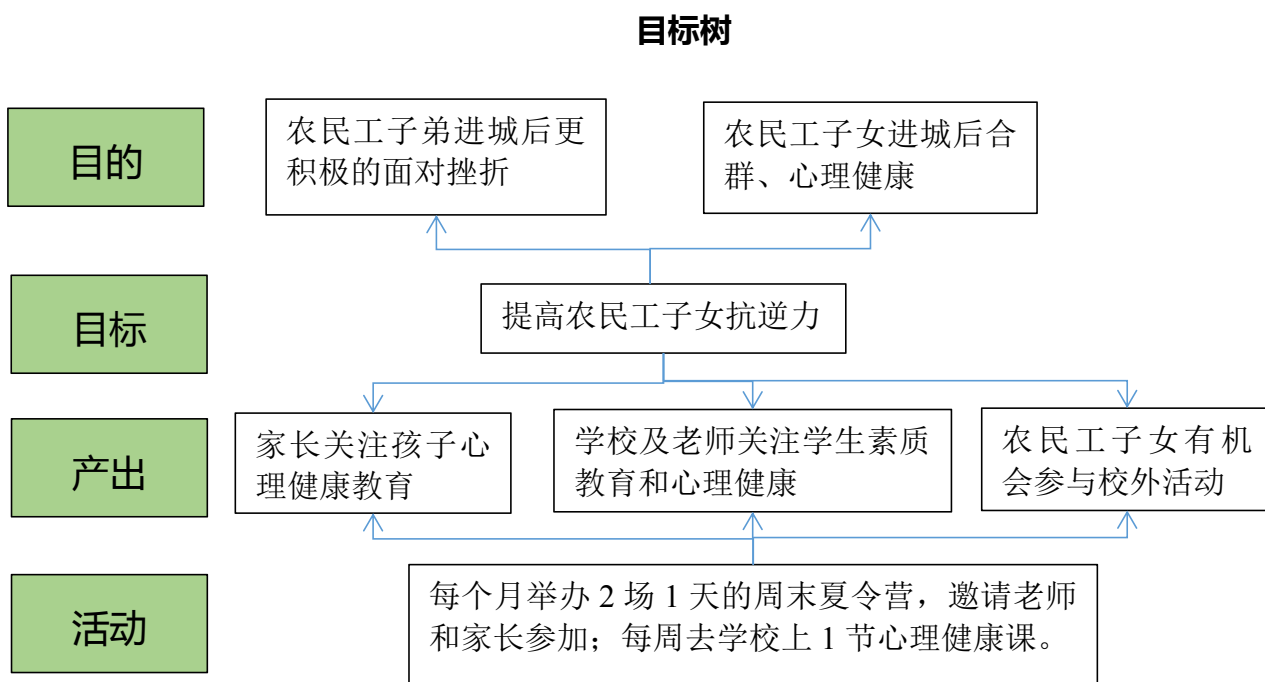 目标树
目的
农民工子弟进城后更
积极的面对挫折
农民工子女进城后合
群、心理健康
目标
提高农民工子女抗逆力
产出
家长关注孩子心
理健康教育
学校及老师关注学生素质
教育和心理健康
农民工子女有机
会参与校外活动
活动
每个月举办 2 场 1 天的周末夏令营，邀请老师
和家长参加；每周去学校上 1 节心理健康课。